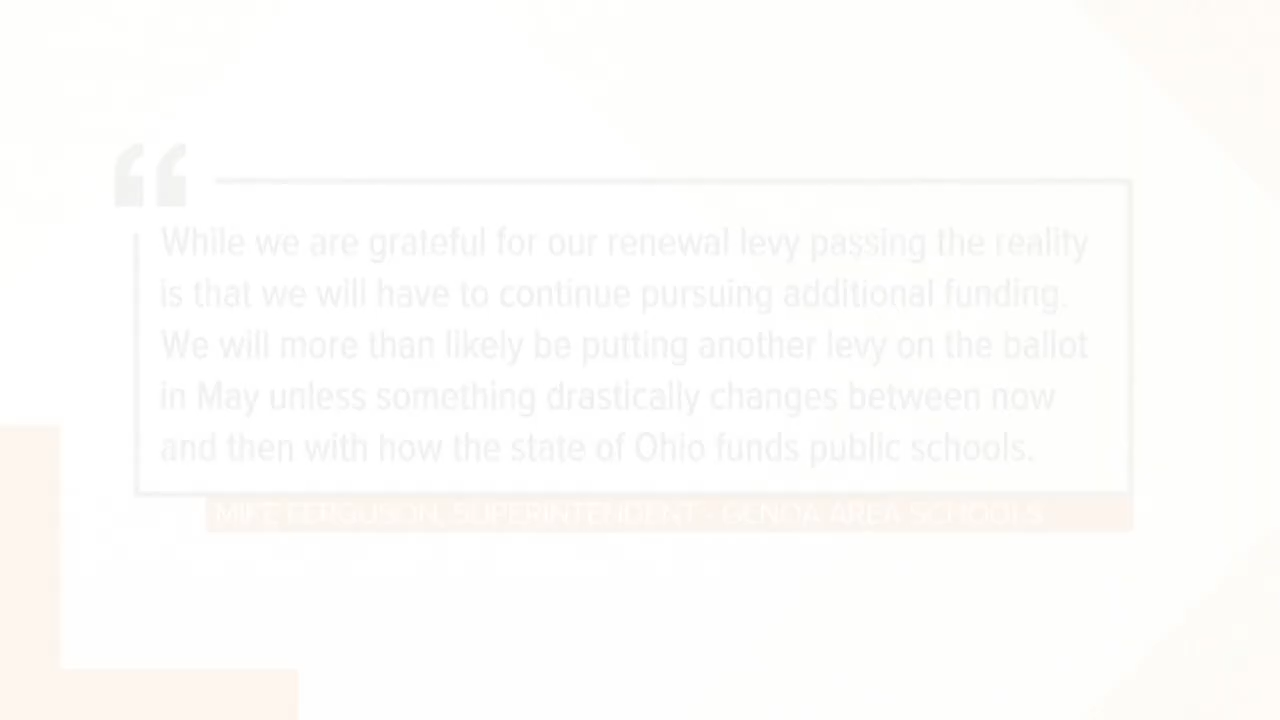 While we are grateful for our renewal levy passing the reality
is that we will have to continue pursuing additional funding.
We will more than likely be putting another levy on the ballot
in May unless something drastically changes between now
and then with how the state of Ohio funds public schools.
MIKE FERGUSON, SUPERINTENDENT - GENOA AREA SCHOOLS